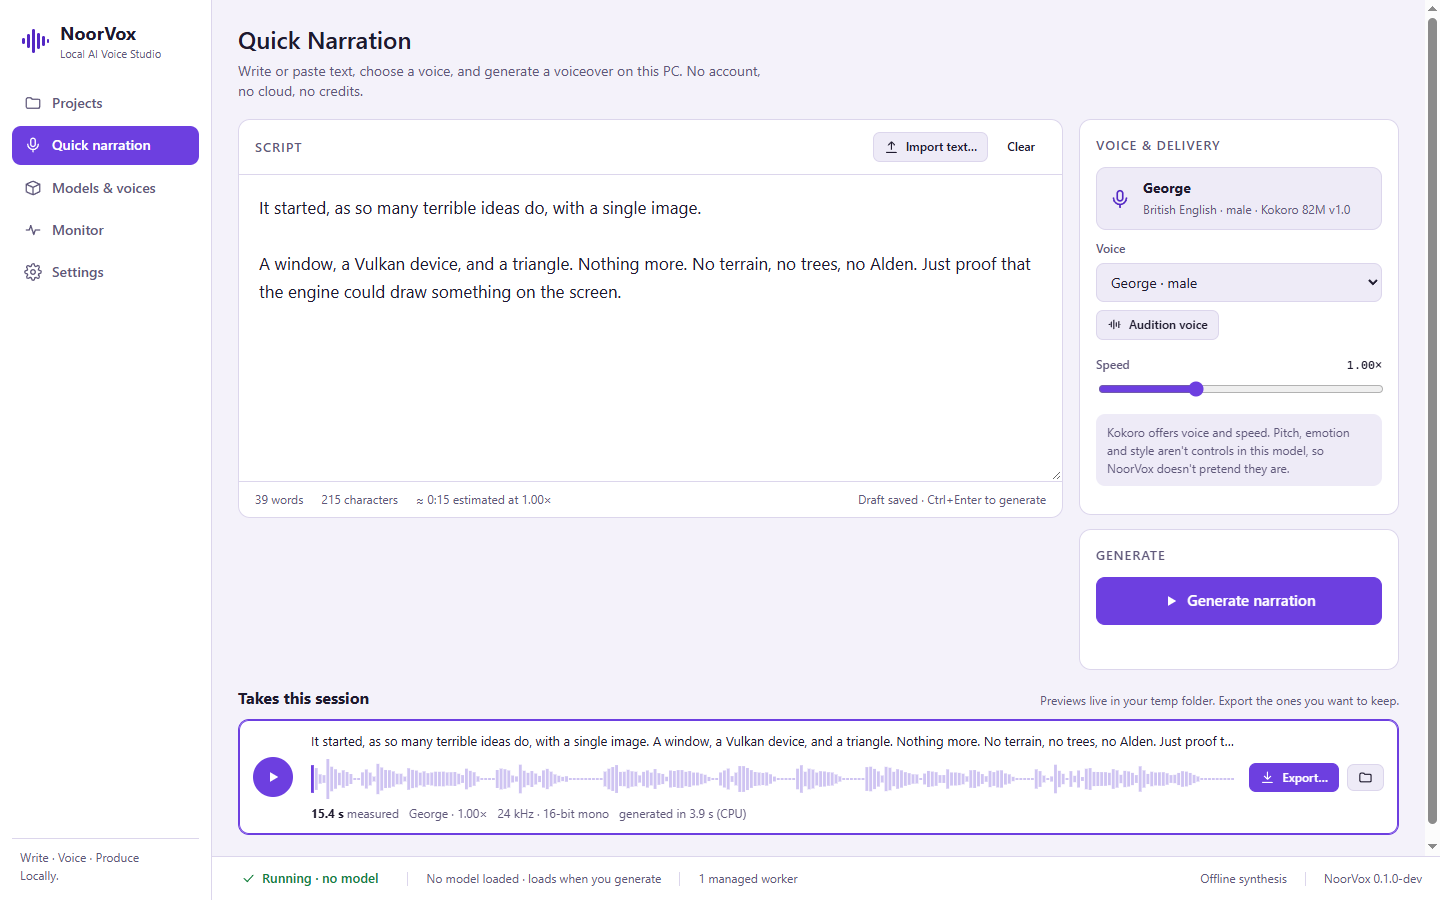 NoorVox
Local AI Voice Studio
Projects
Quick narration
Models & voices
Monitor
Settings
Write · Voice · Produce
Locally.
Quick Narration
Write or paste text, choose a voice, and generate a voiceover on this PC. No account,
no cloud, no credits.
SCRIPT
Import text...
Clear
It started, as so many terrible ideas do, with a single image.
A window, a Vulkan device, and a triangle. Nothing more. No terrain, no trees, no Alden. Just proof that
the engine could draw something on the screen.
39 words
215 characters
≈ 0:15 estimated at 1.00×
Draft saved · Ctrl+Enter to generate
VOICE & DELIVERY
George
British English · male · Kokoro 82M v1.0
Voice
George · male
Audition voice
Speed
1.00×
Kokoro offers voice and speed. Pitch, emotion
and style aren't controls in this model, so
NoorVox doesn't pretend they are.
GENERATE
Generate narration
Takes this session
Previews live in your temp folder. Export the ones you want to keep.
It started, as so many terrible ideas do, with a single image. A window, a Vulkan device, and a triangle. Nothing more. No terrain, no trees, no Alden. Just proof t...
Export...
15.4 s measured George · 1.00× 24 kHz · 16-bit mono generated in 3.9 s (CPU)
Running · no model
No model loaded · loads when you generate
1 managed worker
Offline synthesis
NoorVox 0.1.0-dev